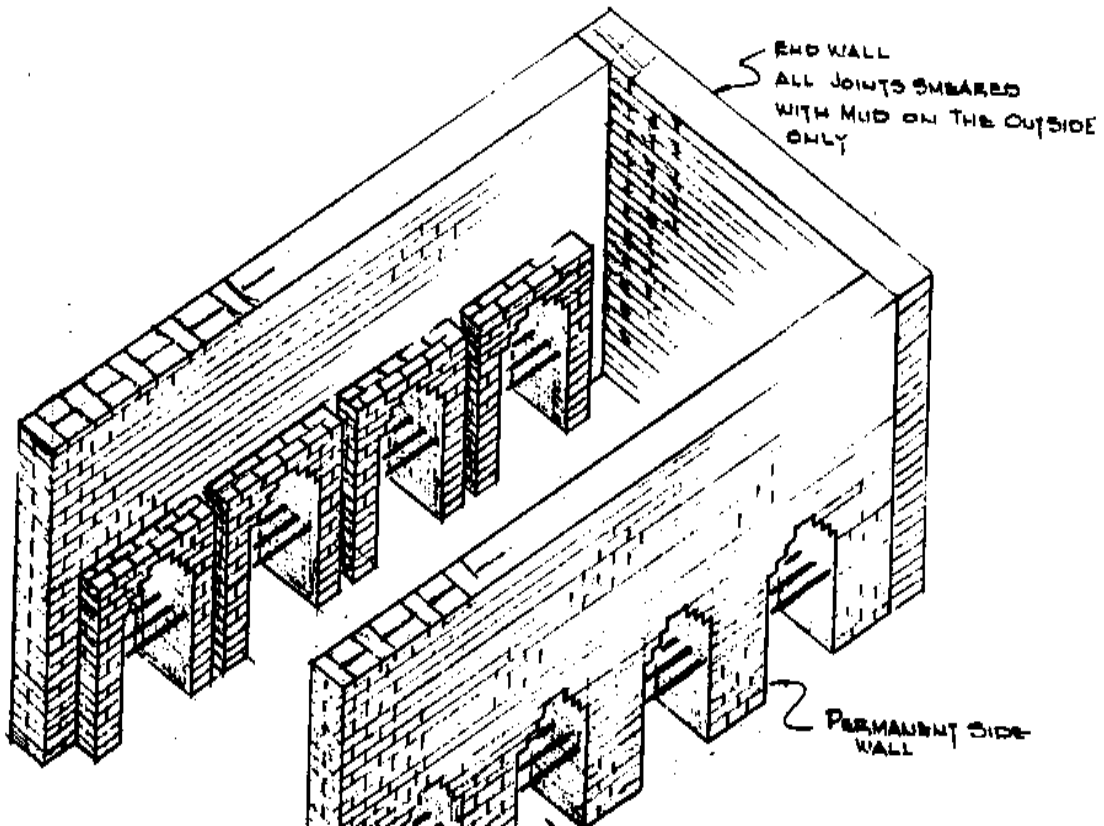 END WALL
ALL JOINTS SMEARED
WITH MUD ON THE OUTSIDE
ONLY
PERMANENT SIDE
WALL